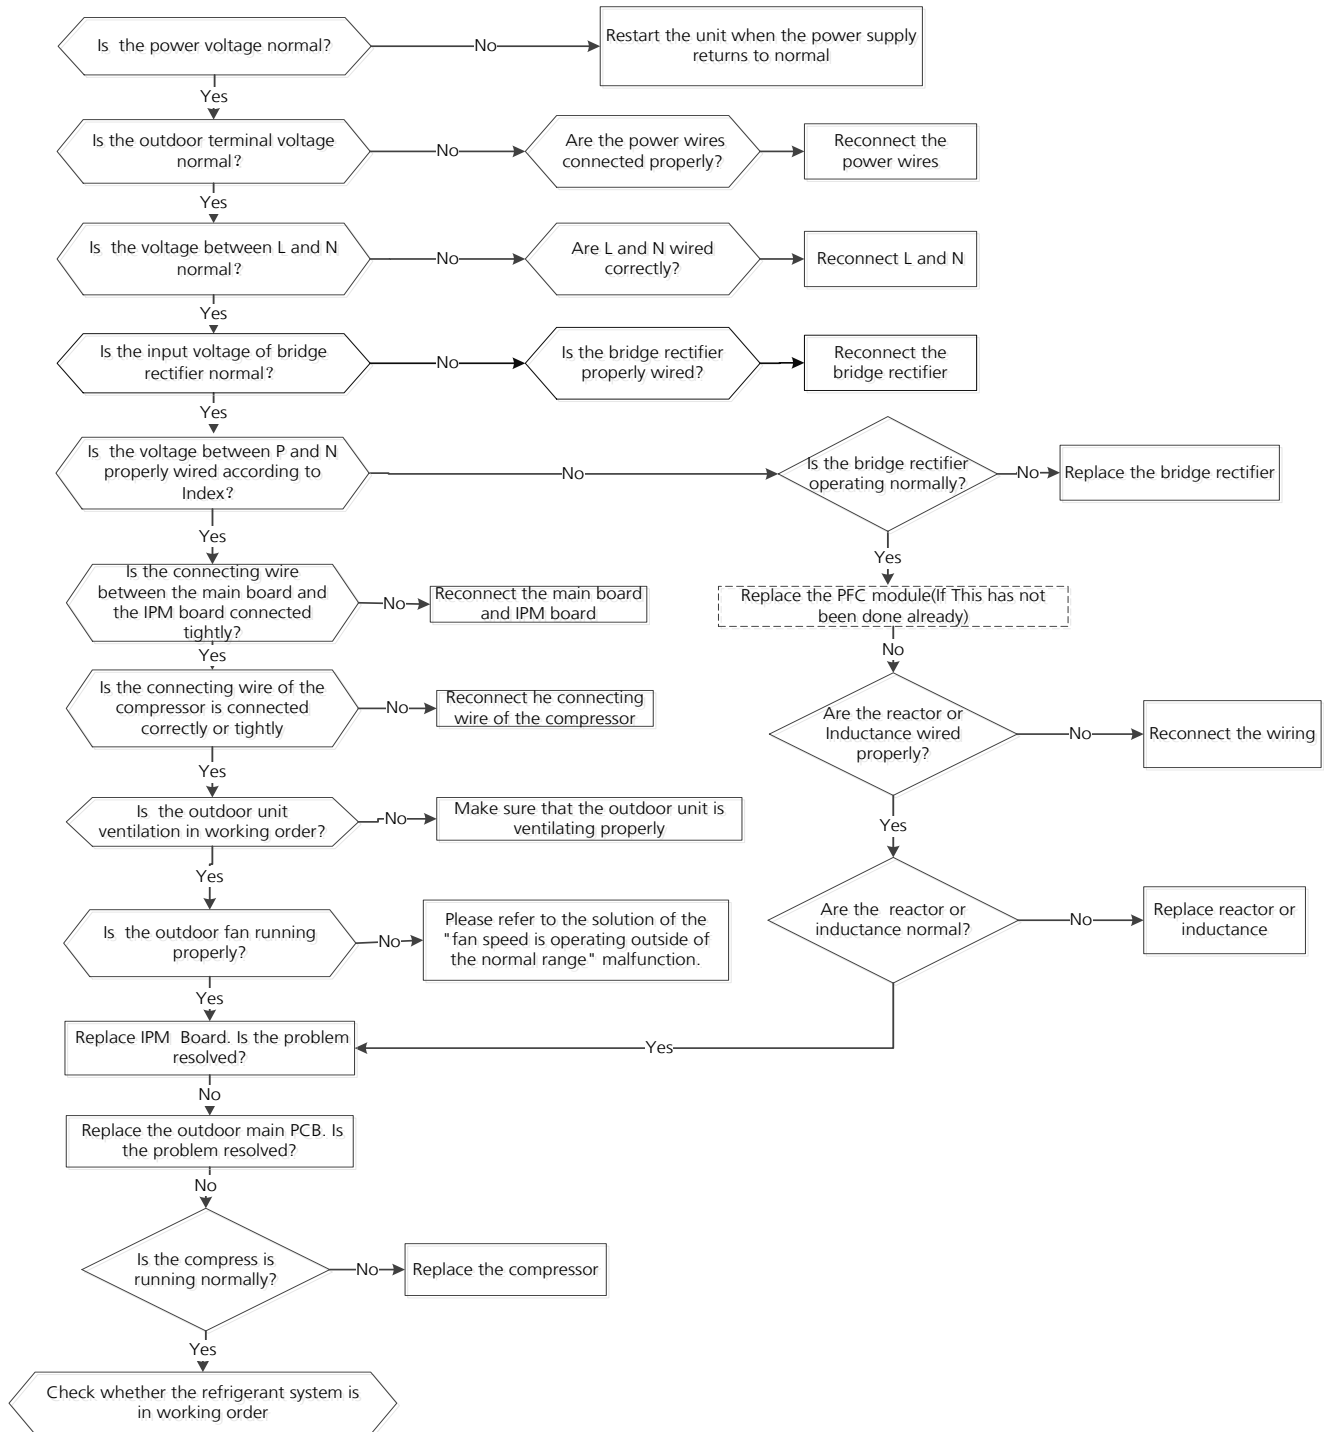 Is the power voltage normal?
No
Restart the unit when the power supply
returns to normal
Yes
Is the outdoor terminal voltage
normal?
No
Are the power wires
connected properly?
Reconnect the
power wires
Yes
Is the voltage between L and N
normal?
No
Are L and N wired
correctly?
Reconnect L and N
Yes
Is the input voltage of bridge
rectifier normal?
No
Is the bridge rectifier
properly wired?
Reconnect the
bridge rectifier
Yes
Is the voltage between P and N
properly wired according to
Index?
No
Is the bridge rectifier
operating normally?
No
Replace the bridge rectifier
Yes
Yes
Is the connecting wire
between the main board and
the IPM board connected
tightly?
No
Reconnect the main board
and IPM board
Replace the PFC module(If This has not
been done already)
No
Yes
Is the connecting wire of the
compressor is connected
correctly or tightly
No
Reconnect he connecting
wire of the compressor
Are the reactor or
Inductance wired
properly?
No
Reconnect the wiring
Yes
Yes
Is the outdoor unit
ventilation in working order?
No
Make sure that the outdoor unit is
ventilating properly
Yes
Are the reactor or
inductance normal?
No
Replace reactor or
inductance
Is the outdoor fan running
properly?
No
Please refer to the solution of the
"fan speed is operating outside of
the normal range" malfunction.
Yes
Yes
Replace IPM Board. Is the problem
resolved?
No
Replace the outdoor main PCB. Is
the problem resolved?
No
Is the compress is
running normally?
No
Replace the compressor
Yes
Check whether the refrigerant system is
in working order